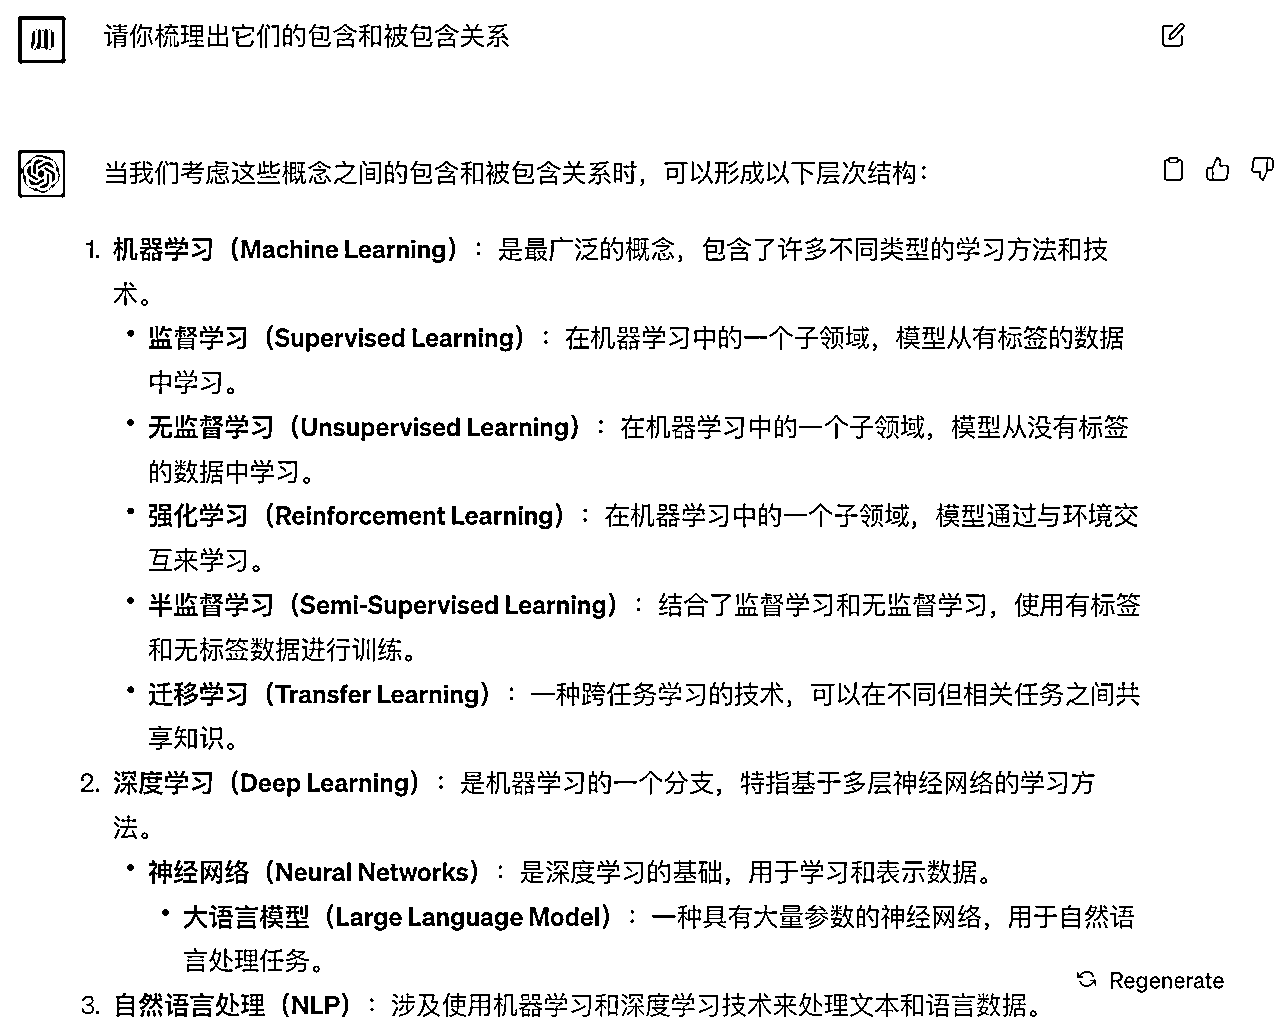 请你梳理出它们的包含和被包含关系
当我们考虑这些概念之间的包含和被包含关系时，可以形成以下层次结构：
1. 机器学习（Machine Learning）：是最广泛的概念，包含了许多不同类型的学习方法和技
术。
• 监督学习（Supervised Learning）：在机器学习中的一个子领域，模型从有标签的数据
中学习。
• 无监督学习（Unsupervised Learning）：在机器学习中的一个子领域，模型从没有标签
的数据中学习。
• 强化学习（Reinforcement Learning）：在机器学习中的一个子领域，模型通过与环境交
互来学习。
• 半监督学习（Semi-Supervised Learning）：结合了监督学习和无监督学习，使用有标签
和无标签数据进行训练。
• 迁移学习（Transfer Learning）：一种跨任务学习的技术，可以在不同但相关任务之间共
享知识。
2. 深度学习（Deep Learning）：是机器学习的一个分支，特指基于多层神经网络的学习方
法。
• 神经网络（Neural Networks）：是深度学习的基础，用于学习和表示数据。
• 大语言模型（Large Language Model）：一种具有大量参数的神经网络，用于自然语
言处理任务。
Regenerate
3. 自然语言处理（NLP）：涉及使用机器学习和深度学习技术来处理文本和语言数据。